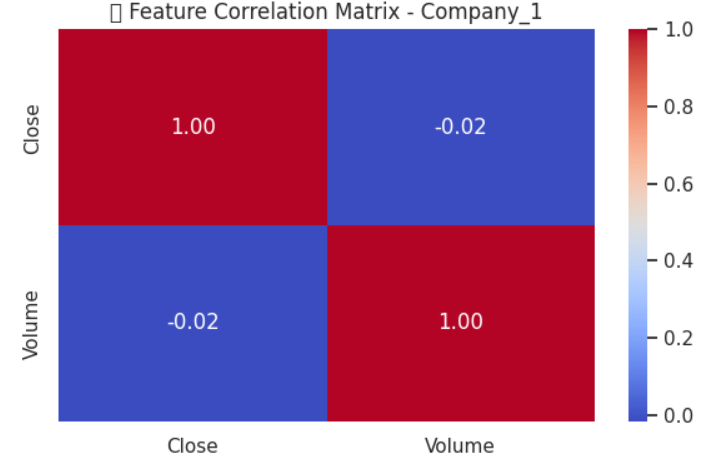 ▯ Feature Correlation Matrix - Company_1
1.0
Close
1.00
-0.02
0.8
0.6
0.4
Volume
-0.02
1.00
0.2
0.0
Close
Volume